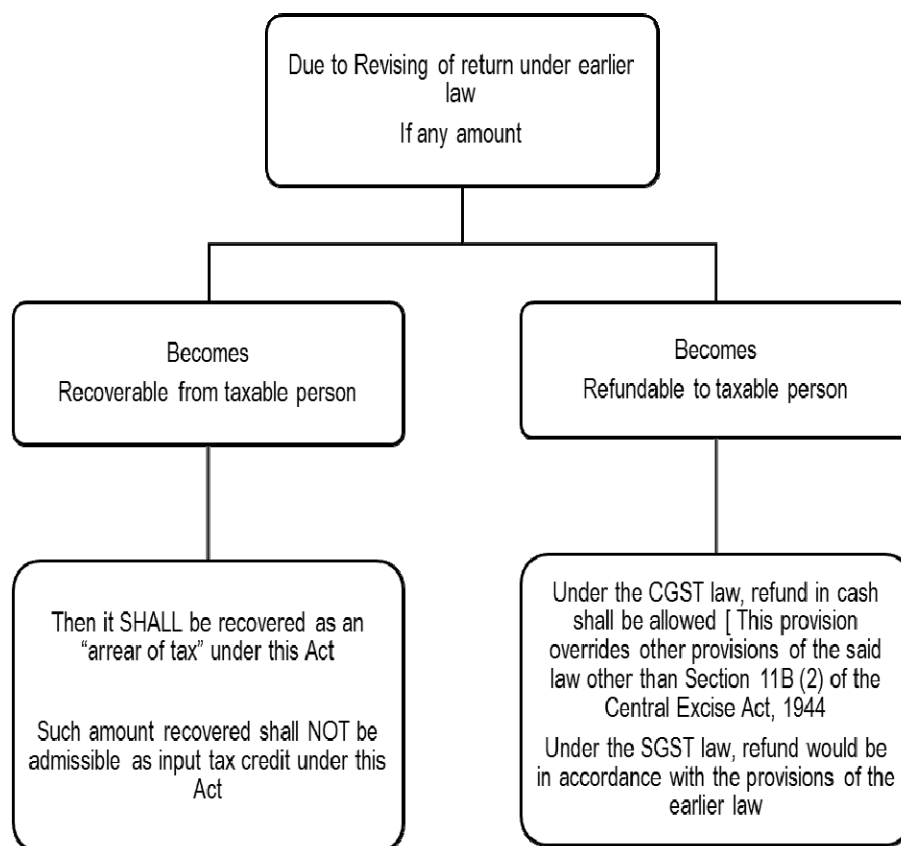 Due to Revising of return under earlier
law
If any amount
Becomes
Recoverable from taxable person
Becomes
Refundable to taxable person
Then it SHALL be recovered as an
“arrear of tax” under this Act
Such amount recovered shall NOT be
admissible as input tax credit under this
Act
Under the CGST law, refund in cash
shall be allowed [ This provision
overrides other provisions of the said
law other than Section 11B (2) of the
Central Excise Act, 1944
Under the SGST law, refund would be
in accordance with the provisions of the
earlier law